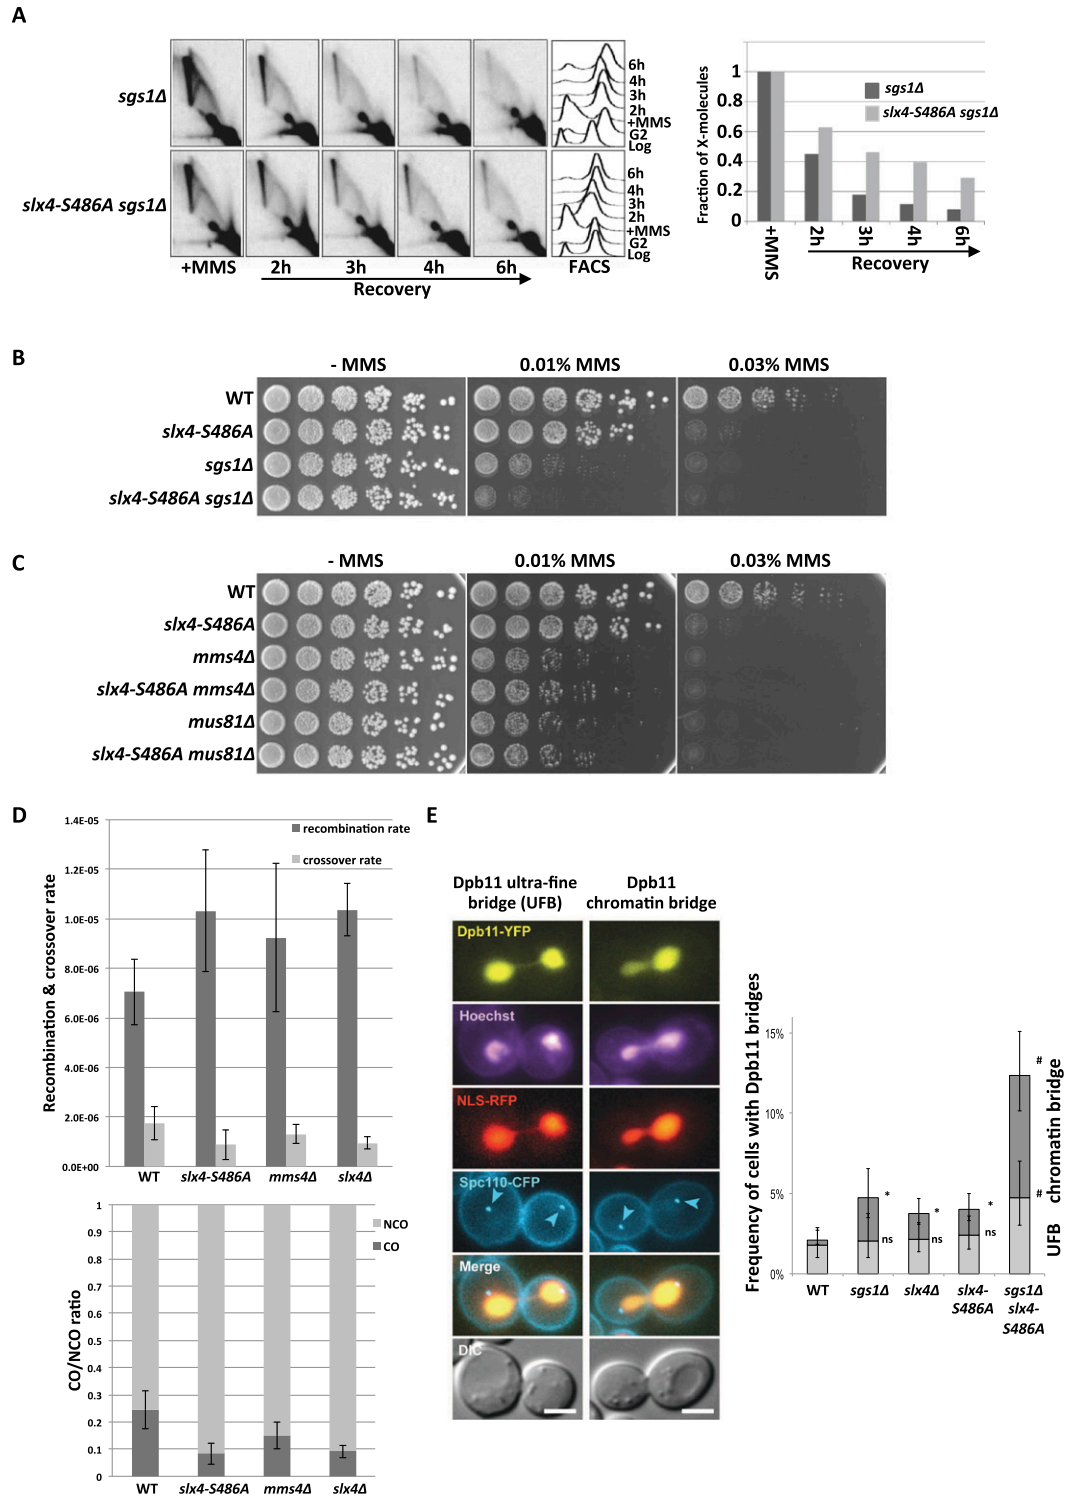 A
sgs1Δ
slx4-S486A sgs1Δ
6h
4h
3h
2h
+MMS
G2
Log
6h
4h
3h
2h
+MMS
G2
Log
+MMS 2h 3h 4h 6h FACS
Recovery
Fraction of X-molecules
1
0.8
0.6
0.4
0.2
0
sgs1Δ
slx4-S486A sgs1Δ
+MMS 2h 3h 4h 6h
Recovery
B
- MMS 0.01% MMS 0.03% MMS
WT
slx4-S486A
sgs1Δ
slx4-S486A sgs1Δ
C
- MMS 0.01% MMS 0.03% MMS
WT
slx4-S486A
mms4Δ
slx4-S486A mms4Δ
mus81Δ
slx4-S486A mus81Δ
D
Recombination & crossover rate
1.4E-05
1.2E-05
1.0E-05
8.0E-06
6.0E-06
4.0E-06
2.0E-06
0.0E+00
recombination rate
crossover rate
WT slx4-S486A mms4Δ slx4Δ
CO/NCO ratio
1
0.9
0.8
0.7
0.6
0.5
0.4
0.3
0.2
0.1
0
NCO
CO
WT slx4-S486A mms4Δ slx4Δ
E
Dpb11 ultra-fine
bridge (UFB)
Dpb11
chromatin bridge
Dpb11-YFP
Hoechst
NLS-RFP
Spc110-CFP
Merge
DIC
Frequency of cells with Dpb11 bridges
15%
10%
5%
0%
* ns
* ns
* ns
#
#
UFB chromatin bridge
WT sgs1Δ slx4Δ slx4-
S486A
sgs1Δ
slx4-
S486A